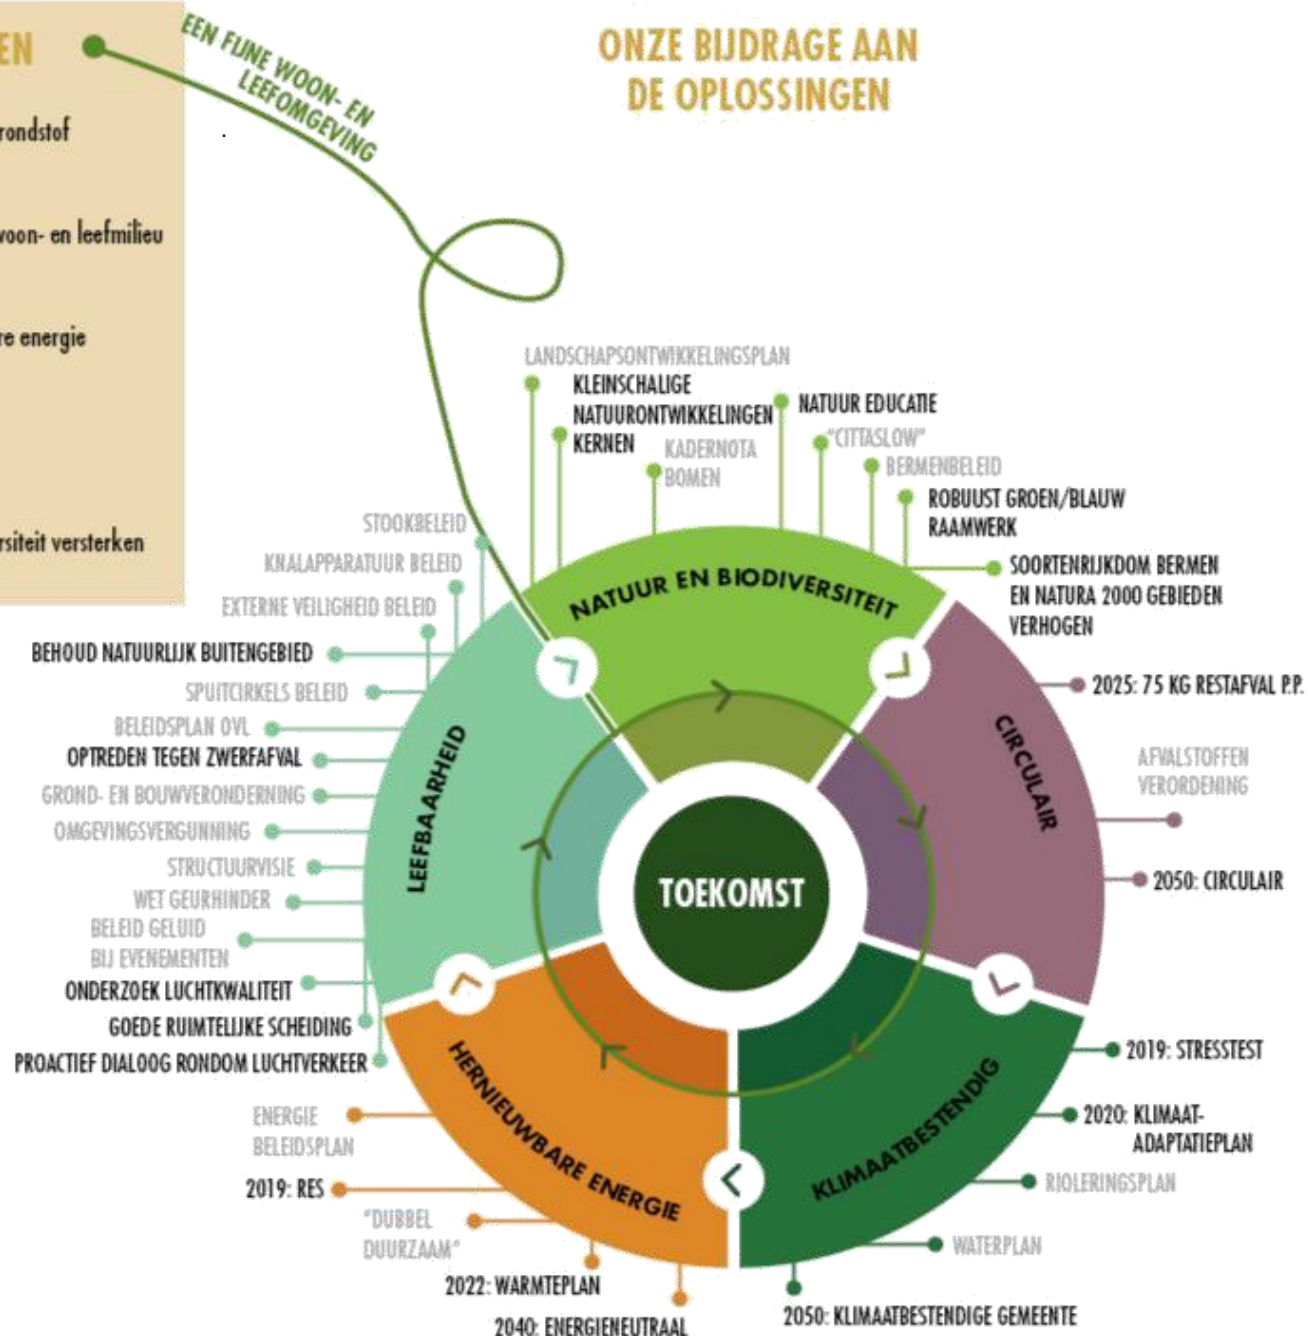 EN
rondstof
woon- en leefmilieu
re energie
rsiteit versterken
EEN FIJNE WOON- EN
LEEFOMGEVING
ONZE BIJDRAGE AAN
DE OPLOSSINGEN
LANDSCHAPSONTWIKKELINGSPLAN
KLEINSCHALIGE
NATUURONTWIKKELINGEN
KERNEN
KADERNOTA
BOMEN
NATUUR EDUCATIE
"CITTASLOW"
BERMENBELEID
ROBUUST GROEN/BLAUW
RAAMWERK
SOORTENRIJKDOM BERMEN
EN NATURA 2000 GEBIEDEN
VERHOGEN
NATUUR EN BIODIVERSITEIT
2025: 75 KG RESTAFVAL P.P.
AFVALSTOFFEN
VERORDENING
2050: CIRCULAIR
CIRCULAIR
2019: STRESSTEST
2020: KLIMAAT-
ADAPTATIEPLAN
RIOLERINGSPLAN
WATERPLAN
2050: KLIMAATBESTENDIGE GEMEENTE
KLIMAATBESTENDIG
HERNIEUWBARE ENERGIE
ENERGIE
BELEIDSPLAN
2019: RES
"DUBBEL
DUURZAAM"
2022: WARMTEPLAN
2040: ENERGIENEUTRAAL
LEEFBAARHEID
STOOKBELEID
KNALAPPARATUUR BELEID
EXTERNE VEILIGHEID BELEID
BEHOUD NATUURLIJK BUITENGEBIED
SPUITCIRKELS BELEID
BELEIDSPLAN OVL
OPTREDEN TEGEN ZWERFAFVAL
GROND- EN BOUWVERONDERNING
OMGEVINGSVERGUNNING
STRUCTUURVISIE
WET GEURHINDER
BELEID GELUID
BIJ EVENEMENTEN
ONDERZOEK LUCHTKWALITEIT
GOEDE RUIMTELIJKE SCHEIDING
PROACTIEF DIALOOG RONDOM LUCHTVERKEER
TOEKOMST